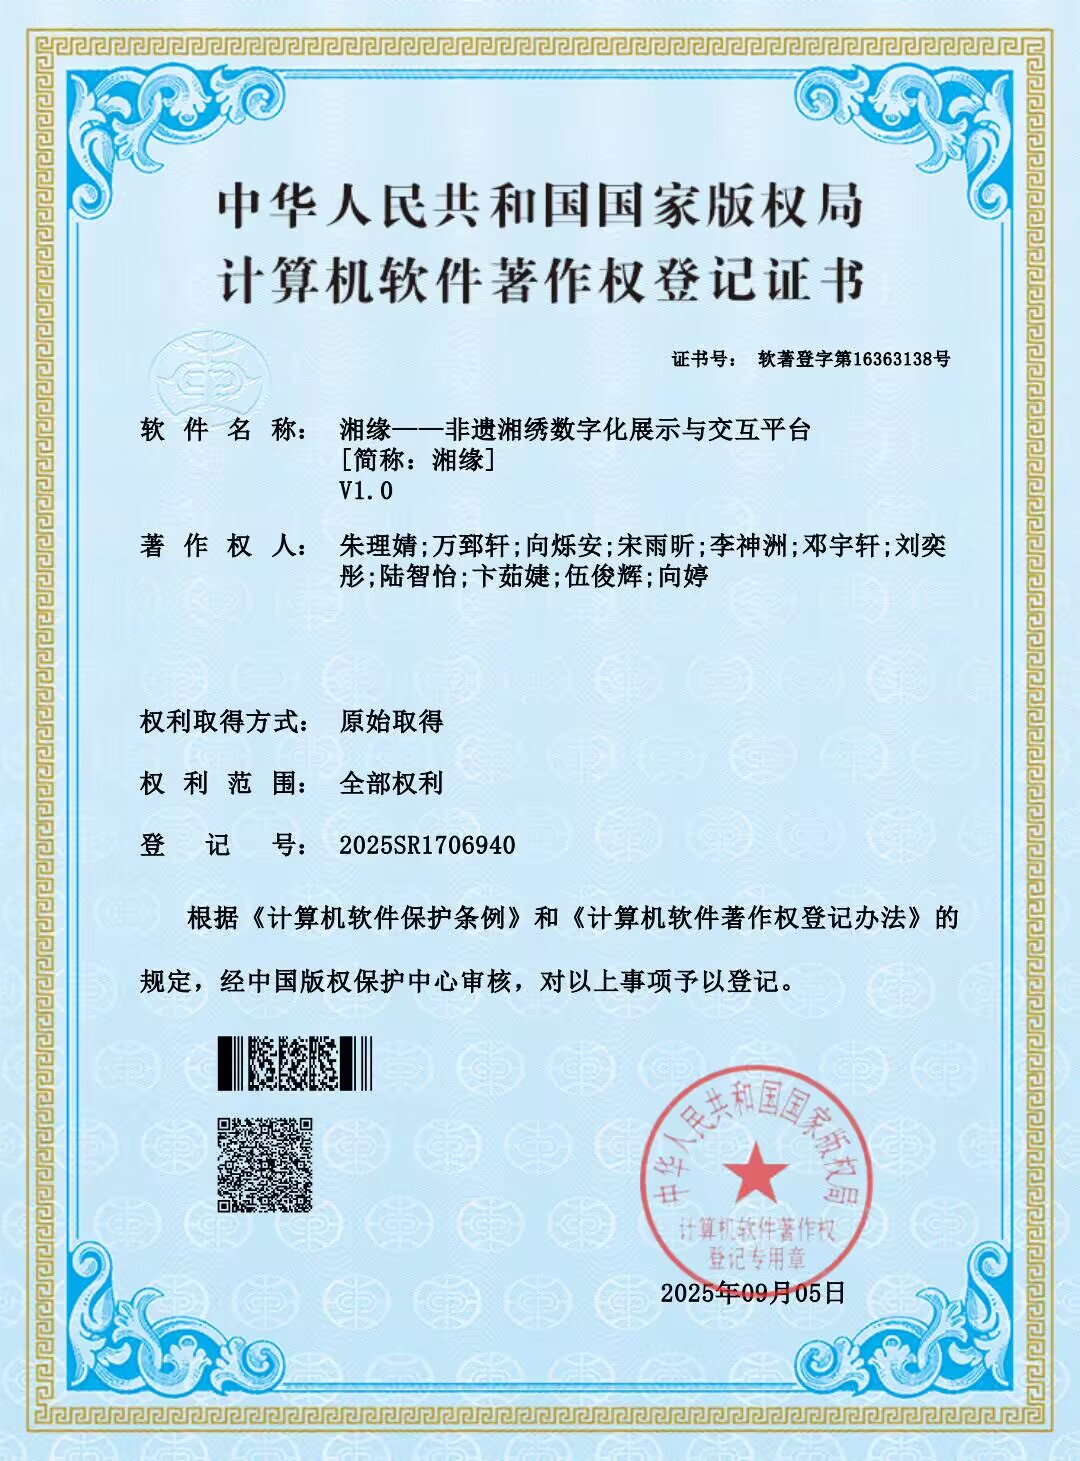 中华人民共和国国家版权局
计算机软件著作权登记证书
证书号： 软著登字第16363138号
软件名称： 湘缘——非遗湘绣数字化展示与交互平台
[简称：湘缘]
V1.0
著作权人： 朱理婧;万郅轩;向烁安;宋雨昕;李神洲;邓宇轩;刘奕
彤;陆智怡;卞茹婕;伍俊辉;向婷
权利取得方式： 原始取得
权利范围： 全部权利
登记号： 2025SR1706940
根据《计算机软件保护条例》和《计算机软件著作权登记办法》的
规定，经中国版权保护中心审核，对以上事项予以登记。
中华人民共和国国家版权局
计算机软件著作权
登记专用章
2025年09月05日